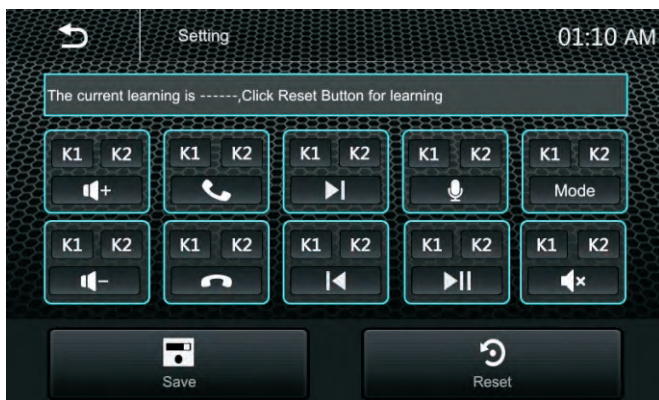 Setting
01:10 AM
The current learning is ------,Click Reset Button for learning
K1 K2 K1 K2 K1 K2 K1 K2 K1 K2
+ Mode
K1 K2 K1 K2 K1 K2 K1 K2 K1 K2
-
Save Reset